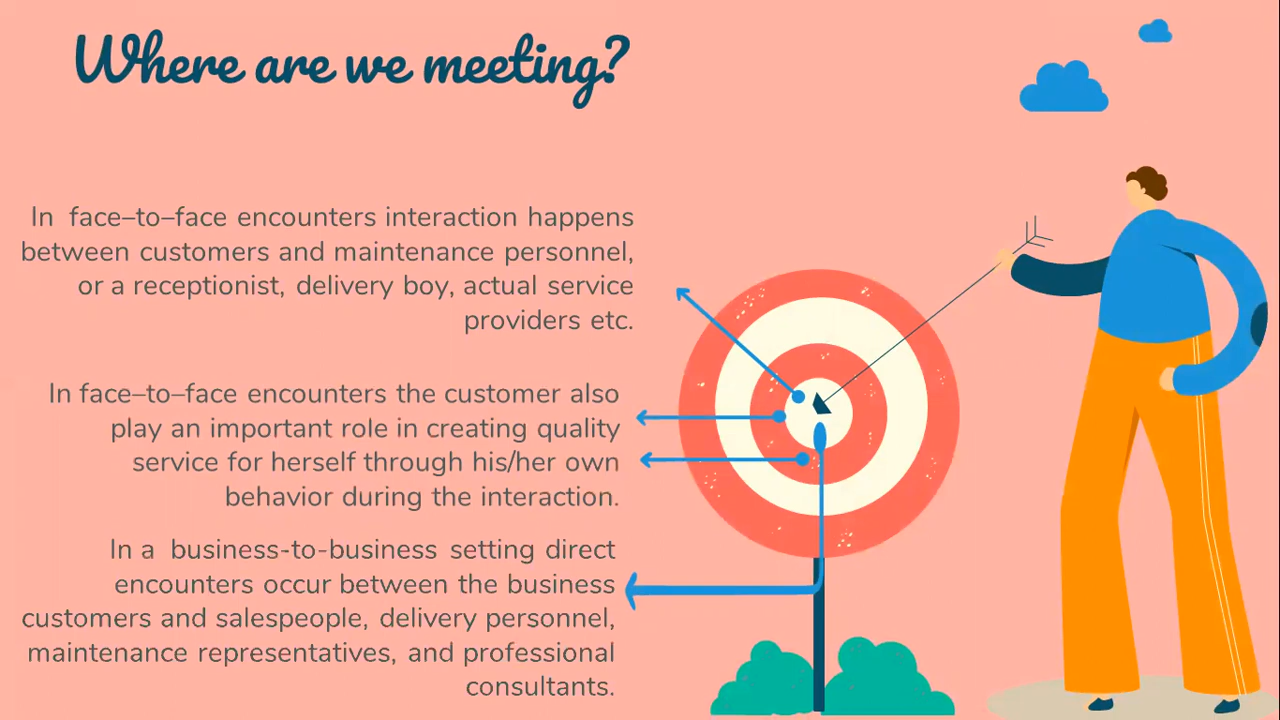 Where are we meeting?
In face–to–face encounters interaction happens
between customers and maintenance personnel,
or a receptionist, delivery boy, actual service
providers etc.
In face–to–face encounters the customer also
play an important role in creating quality
service for herself through his/her own
behavior during the interaction.
In a business-to-business setting direct
encounters occur between the business
customers and salespeople, delivery personnel,
maintenance representatives, and professional
consultants.